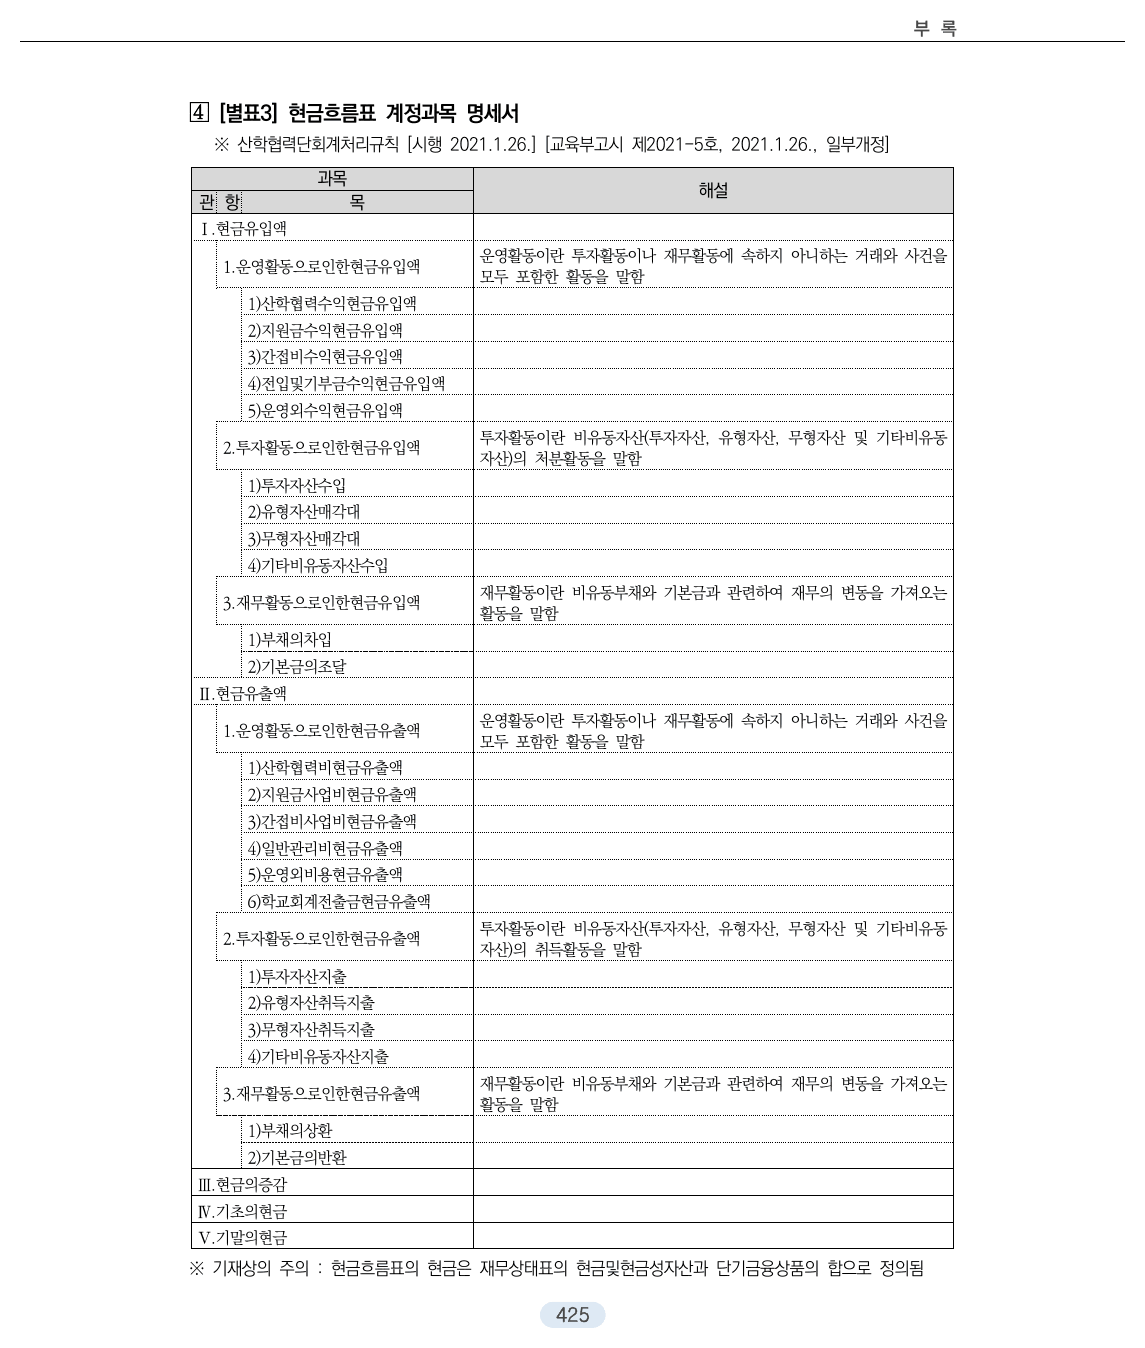 부 록
4 [별표3] 현금흐름표 계정과목 명세서
※ 산학협력단회계처리규칙 [시행 2021.1.26.] [교육부고시 제2021-5호, 2021.1.26., 일부개정]
과목
해설
관 항 목
Ⅰ.현금유입액
1.운영활동으로인한현금유입액
운영활동이란 투자활동이나 재무활동에 속하지 아니하는 거래와 사건을
모두 포함한 활동을 말함
1)산학협력수익현금유입액
2)지원금수익현금유입액
3)간접비수익현금유입액
4)전입및기부금수익현금유입액
5)운영외수익현금유입액
2.투자활동으로인한현금유입액
투자활동이란 비유동자산(투자자산, 유형자산, 무형자산 및 기타비유동
자산)의 처분활동을 말함
1)투자자산수입
2)유형자산매각대
3)무형자산매각대
4)기타비유동자산수입
3.재무활동으로인한현금유입액
재무활동이란 비유동부채와 기본금과 관련하여 재무의 변동을 가져오는
활동을 말함
1)부채의차입
2)기본금의조달
Ⅱ.현금유출액
1.운영활동으로인한현금유출액
운영활동이란 투자활동이나 재무활동에 속하지 아니하는 거래와 사건을
모두 포함한 활동을 말함
1)산학협력비현금유출액
2)지원금사업비현금유출액
3)간접비사업비현금유출액
4)일반관리비현금유출액
5)운영외비용현금유출액
6)학교회계전출금현금유출액
2.투자활동으로인한현금유출액
투자활동이란 비유동자산(투자자산, 유형자산, 무형자산 및 기타비유동
자산)의 취득활동을 말함
1)투자자산지출
2)유형자산취득지출
3)무형자산취득지출
4)기타비유동자산지출
3.재무활동으로인한현금유출액
재무활동이란 비유동부채와 기본금과 관련하여 재무의 변동을 가져오는
활동을 말함
1)부채의상환
2)기본금의반환
Ⅲ.현금의증감
Ⅳ.기초의현금
Ⅴ.기말의현금
※ 기재상의 주의 : 현금흐름표의 현금은 재무상태표의 현금및현금성자산과 단기금융상품의 합으로 정의됨
425